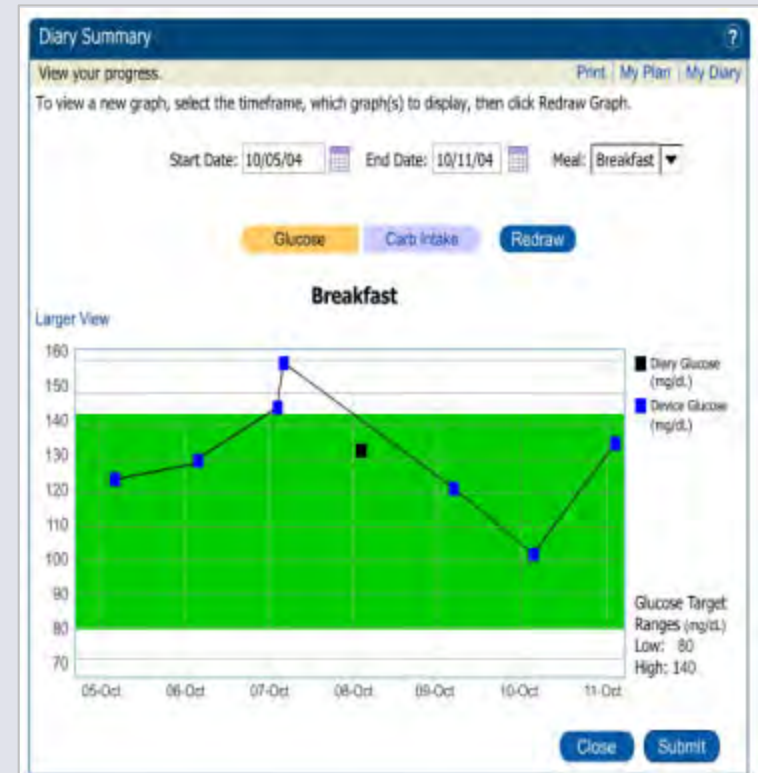 Diary Summary ?
View your progress. Print | My Plan | My Diary
To view a new graph, select the timeframe, which graph(s) to display, then click Redraw Graph.
Start Date: 10/05/04 End Date: 10/11/04 Meal: Breakfast
Glucose Carb Intake Redraw
Breakfast
Larger View
160
150
140
130
120
110
100
90
80
70
05-Oct 06-Oct 07-Oct 08-Oct 09-Oct 10-Oct 11-Oct
Diary Glucose
(mg/dL)
Device Glucose
(mg/dL)
Glucose Target
Ranges (mg/dL)
Low: 80
High: 140
Close Submit